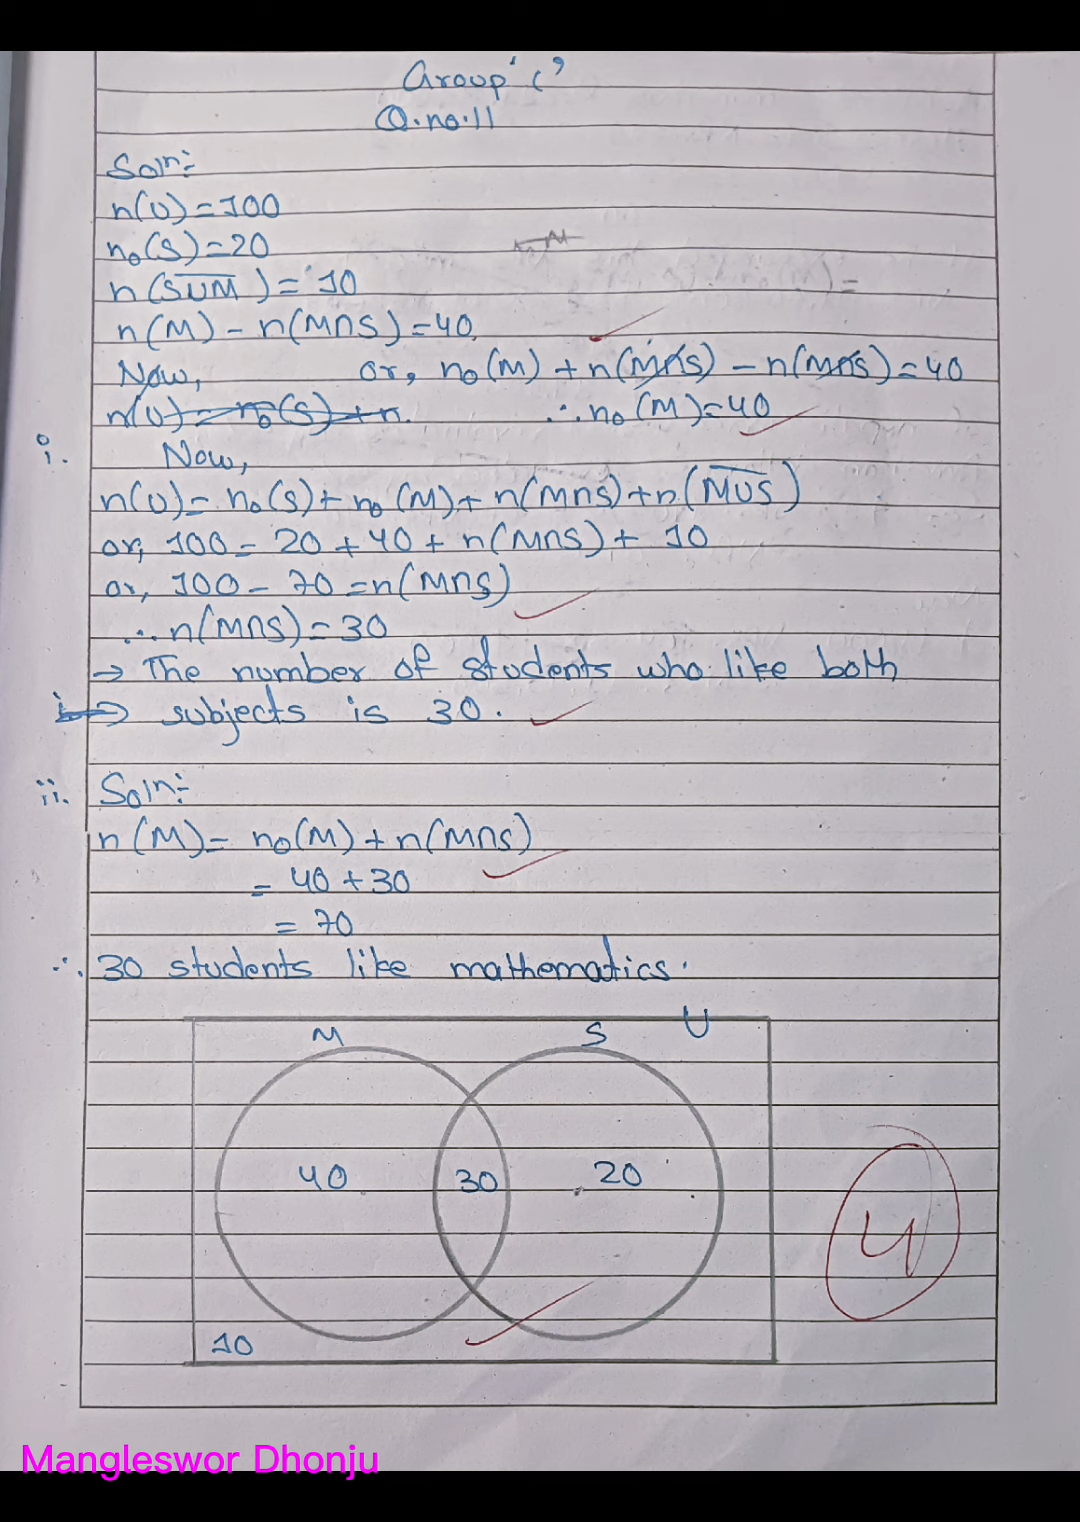 Group 'C'
Q.no.11
Soln:
n(U)=100
n₀(S)=20
n(S̅U̅M̅)=10
n(M)-n(M∩S)=40
Now, or, n₀(M)+n(M∩S)-n(M∩S)=40
n(U)=n₀(S)+n ∴n₀(M)=40
i. Now,
n(U)=n₀(S)+n₀(M)+n(M∩S)+n(M̅U̅S̅)
or, 100=20+40+n(M∩S)+10
or, 100-70=n(M∩S)
∴n(M∩S)=30
→ The number of students who like both
→ subjects is 30.
ii. Soln:
n(M)=n₀(M)+n(M∩S)
=40+30
=70
∴ 30 students like mathematics.
M S U
40 30 20
10
4
Mangleswor Dhonju